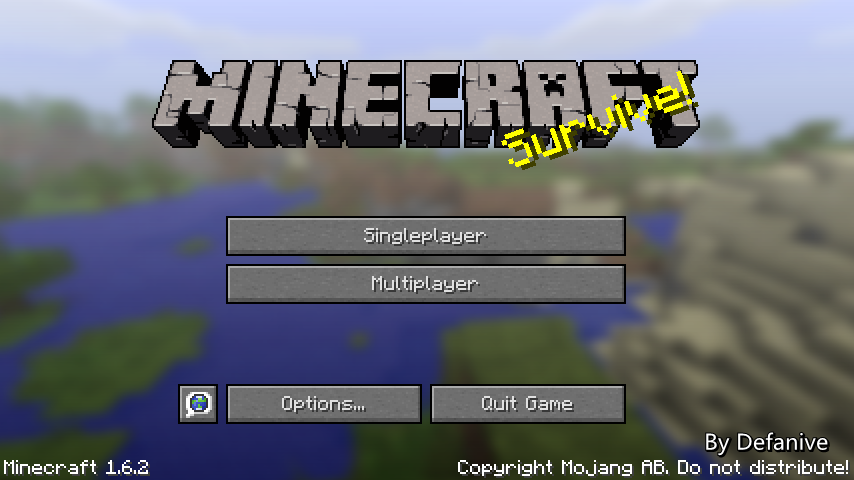 MINECRAFT
Survive!
Singleplayer
Multiplayer
Options...
Quit Game
By Defanive
Minecraft 1.6.2
Copyright Mojang AB. Do not distribute!